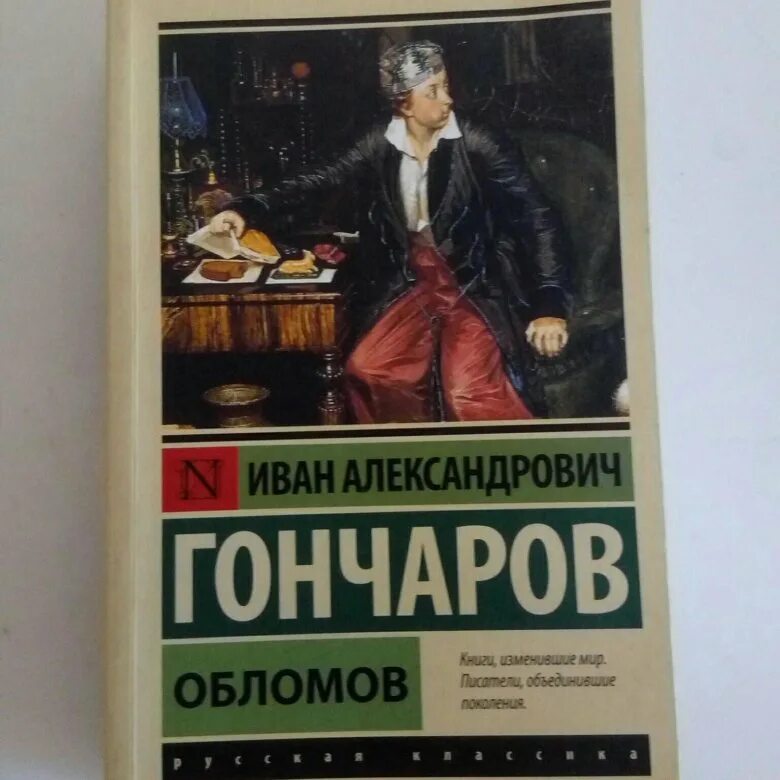 N
ИВАН АЛЕКСАНДРОВИЧ
ГОНЧАРОВ
ОБЛОМОВ
Книги, изменившие мир.
Писатели, объединившие
поколения.
русская классика